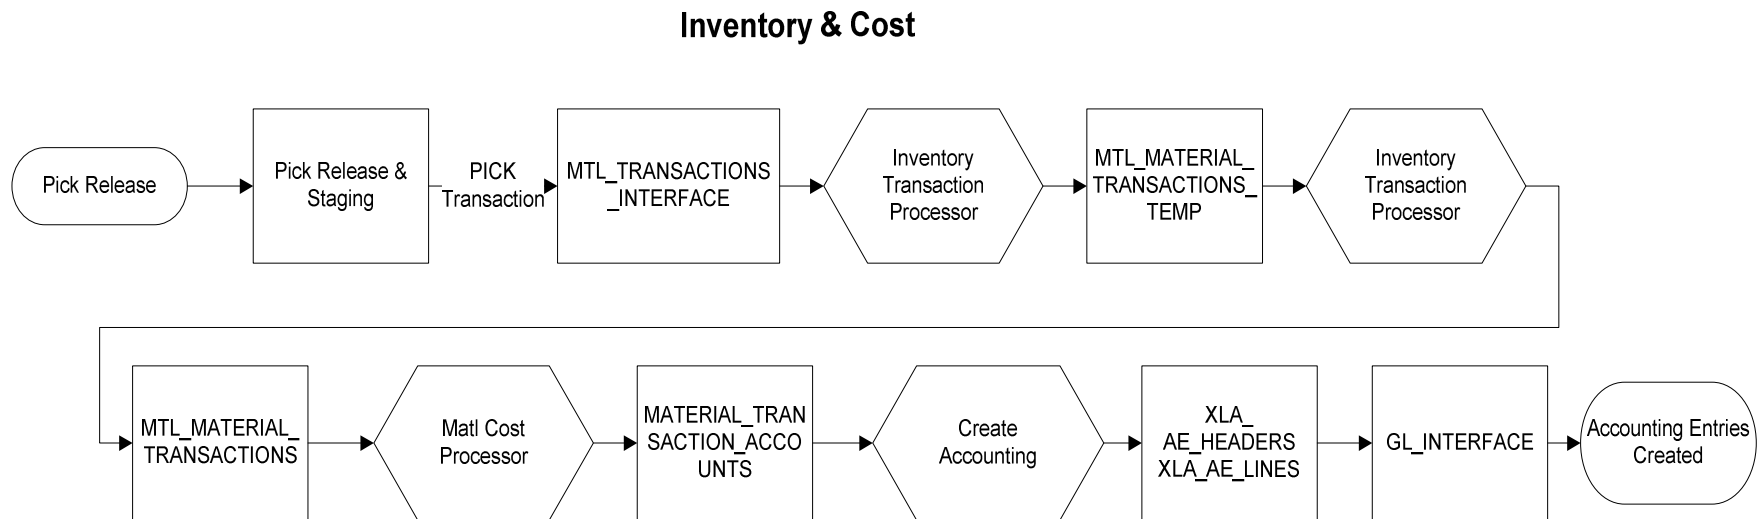 Inventory & Cost
Pick Release
Pick Release &
Staging
PICK
Transaction
MTL_TRANSACTIONS
_INTERFACE
Inventory
Transaction
Processor
MTL_MATERIAL_
TRANSACTIONS_
TEMP
Inventory
Transaction
Processor
MTL_MATERIAL_
TRANSACTIONS
Matl Cost
Processor
MATERIAL_TRAN
SACTION_ACCO
UNTS
Create
Accounting
XLA_
AE_HEADERS
XLA_AE_LINES
GL_INTERFACE
Accounting Entries
Created